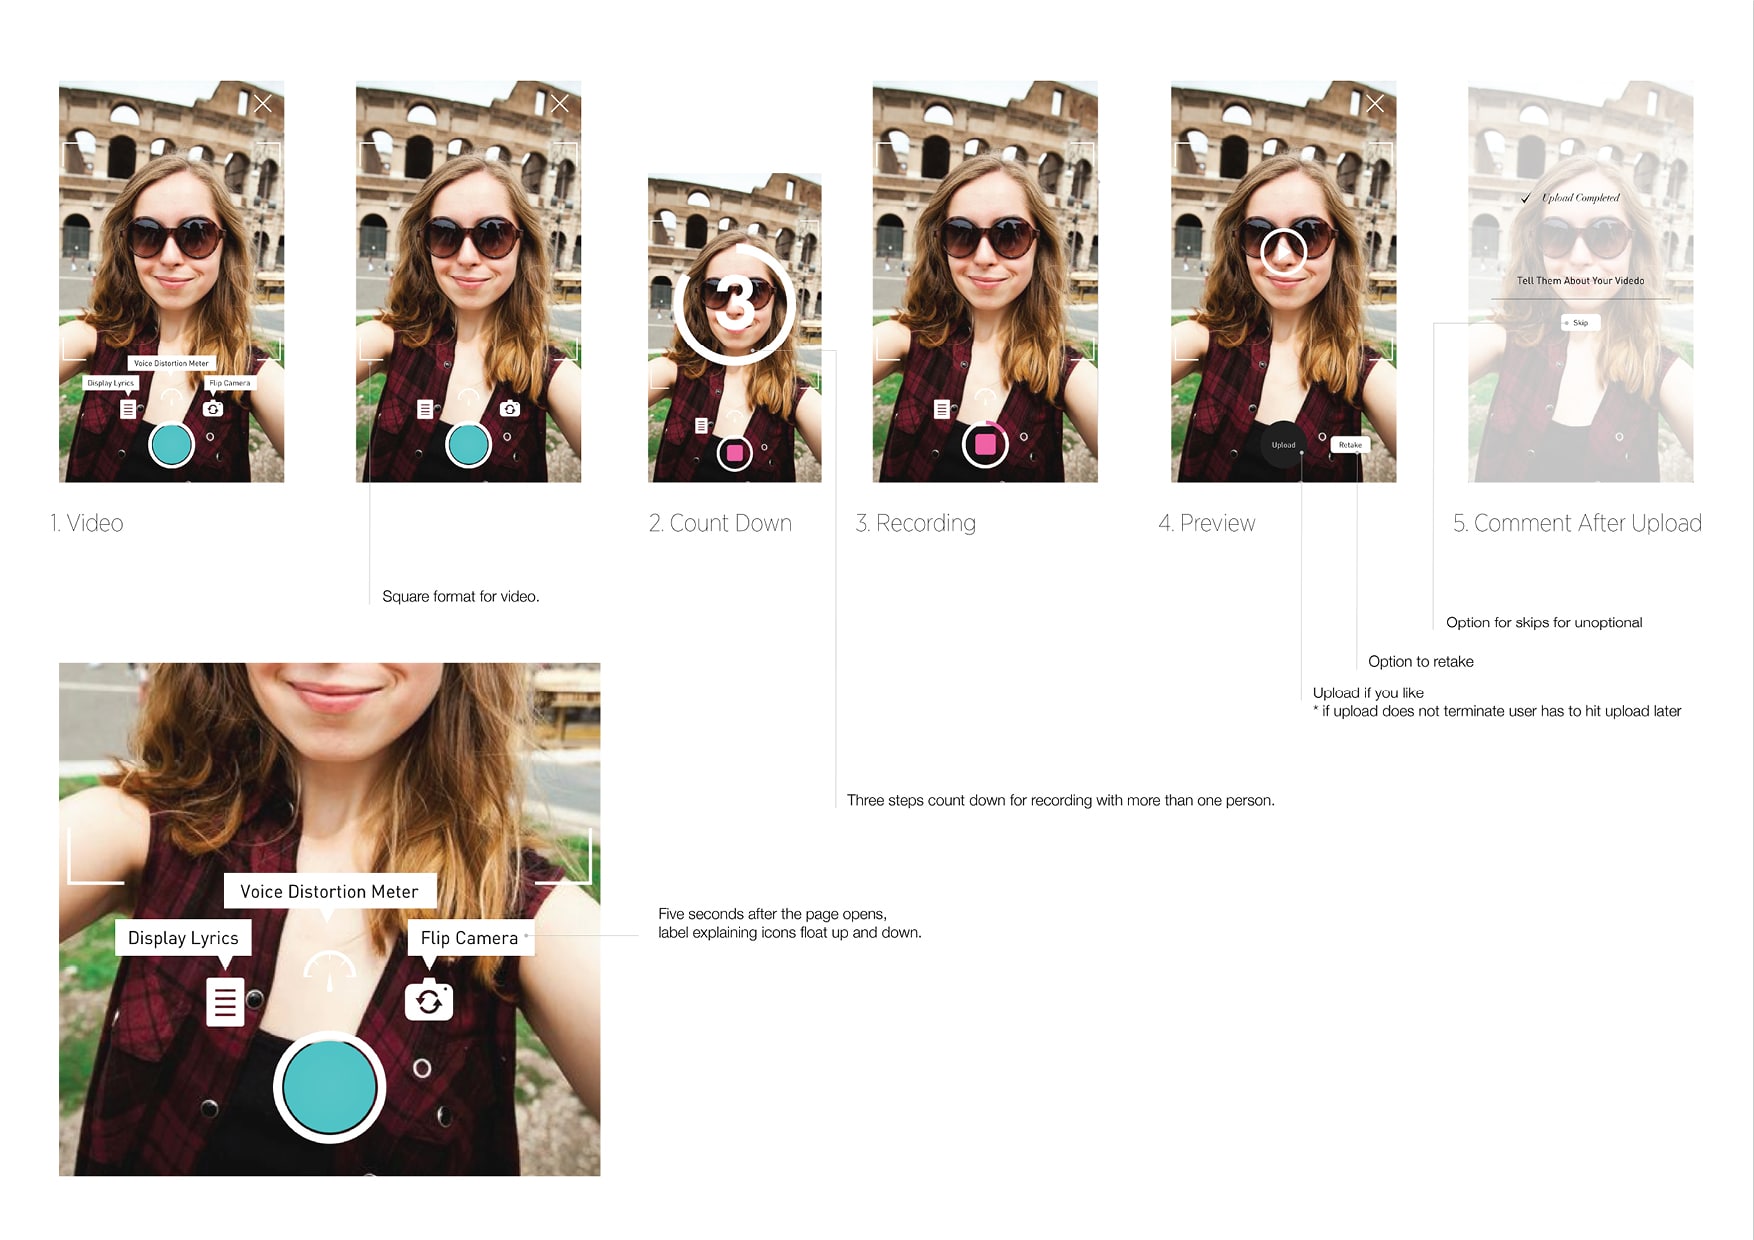 Voice Distortion Meter
Display Lyrics
Flip Camera
3
Upload
Retake
Upload Completed
Tell Them About Your Videdo
Skip
1. Video
2. Count Down
3. Recording
4. Preview
5. Comment After Upload
Square format for video.
Option for skips for unoptional
Option to retake
Upload if you like
* if upload does not terminate user has to hit upload later
Three steps count down for recording with more than one person.
Voice Distortion Meter
Display Lyrics
Flip Camera
Five seconds after the page opens,
label explaining icons float up and down.